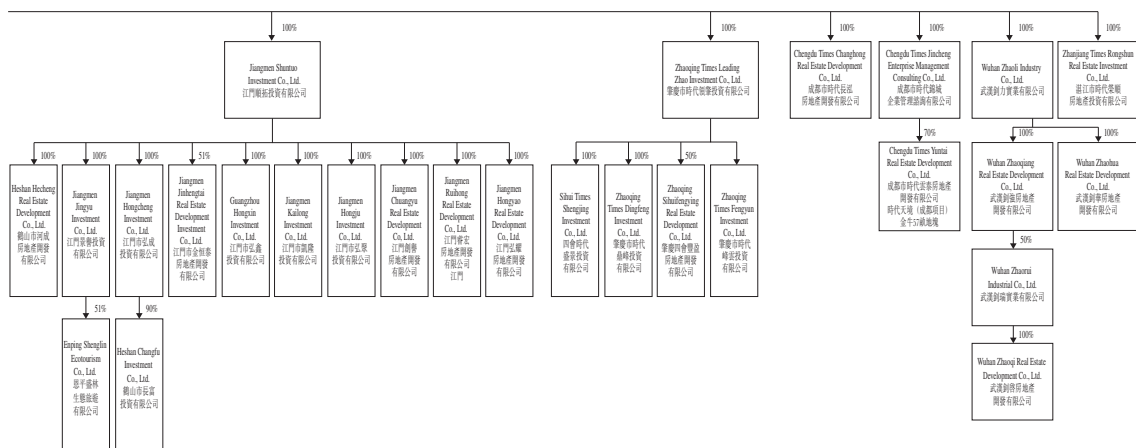 100%
100%
100%
100%
100%
100%
Jiangmen Shuntuo
Investment Co., Ltd.
江門順拓投資有限公司
Zhaoqing Times Leading
Zhao Investment Co., Ltd.
肇慶市時代領肇投資有限公司
Chengdu Times Changhong
Real Estate Development
Co., Ltd.
成都市時代長泓
房地產開發有限公司
Chengdu Times Jincheng
Enterprise Management
Consulting Co., Ltd.
成都市時代錦城
企業管理諮詢有限公司
Wuhan Zhaoli Industry
Co., Ltd.
武漢釗力實業有限公司
Zhanjiang Times Rongshun
Real Estate Investment
Co., Ltd.
湛江市時代榮順
房地產投資有限公司
100%
100%
100%
51%
100%
100%
100%
100%
100%
100%
100%
100%
50%
100%
70%
100%
100%
Heshan Hecheng
Real Estate
Development
Co., Ltd.
鶴山市河成
房地產開發
有限公司
Jiangmen
Jingyu
Investment
Co., Ltd.
江門景譽投資
有限公司
Jiangmen
Hongcheng
Investment
Co., Ltd.
江門市弘成
投資有限公司
Jiangmen
Jinhengtai
Real Estate
Development
Investment
Co., Ltd.
江門市金恒泰
房地產開發
有限公司
Guangzhou
Hongxin
Investment
Co., Ltd.
江門市弘鑫
投資有限公司
Jiangmen
Kailong
Investment
Co., Ltd.
江門市凱隆
投資有限公司
Jiangmen
Hongju
Investment
Co., Ltd.
江門市弘聚
投資有限公司
Jiangmen
Chuangyu Real
Estate
Development
Co., Ltd.
江門創譽
房地產開發
有限公司
Jiangmen
Ruihong Real
Estate
Development
Co., Ltd.
江門睿宏
房地產開發
有限公司
江門
Jiangmen
Hongyao Real
Estate
Development
Co., Ltd.
江門弘耀
房地產開發
有限公司
Sihui Times
Shengjing
Investment
Co., Ltd.
四會時代
盛景投資
有限公司
Zhaoqing
Times Dingfeng
Investment
Co., Ltd.
肇慶市時代
鼎峰投資
有限公司
Zhaoqing
Sihuifengying
Real Estate
Development
Co., Ltd.
肇慶四會豐盈
房地產開發
有限公司
Zhaoqing
Times Fengyun
Investment
Co., Ltd.
肇慶市時代
峰雲投資
有限公司
Chengdu Times Yuntai
Real Estate Development
Co., Ltd.
成都市時代雲泰房地產
開發有限公司
時代天境（成都項目）
金牛57畝地塊
Wuhan Zhaoqiang
Real Estate Development
Co., Ltd.
武漢釗強房地產
開發有限公司
Wuhan Zhaohua
Real Estate Development
Co., Ltd.
武漢釗華房地產
開發有限公司
51%
90%
50%
Enping Shenglin
Ecotourism
Co., Ltd.
恩平盛林
生態旅遊
有限公司
Heshan Changfu
Investment
Co., Ltd.
鶴山市長富
投資有限公司
Wuhan Zhaorui
Industrial Co., Ltd.
武漢釗瑞實業有限公司
100%
Wuhan Zhaoqi Real Estate
Development Co., Ltd.
武漢釗啓房地產
開發有限公司